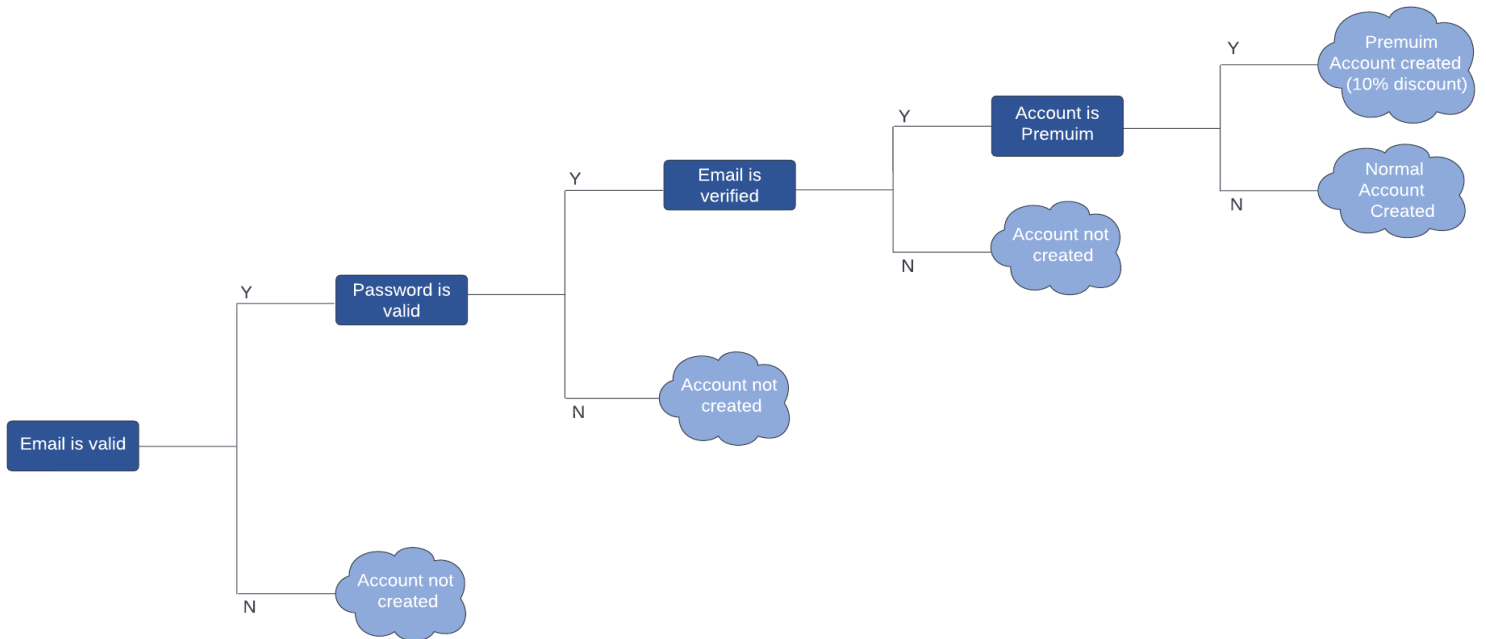 Email is valid
Y
N
Password is
valid
Account not
created
Y
N
Email is
verified
Account not
created
Y
N
Account is
Premuim
Account not
created
Y
N
Premuim
Account created
(10% discount)
Normal
Account
Created